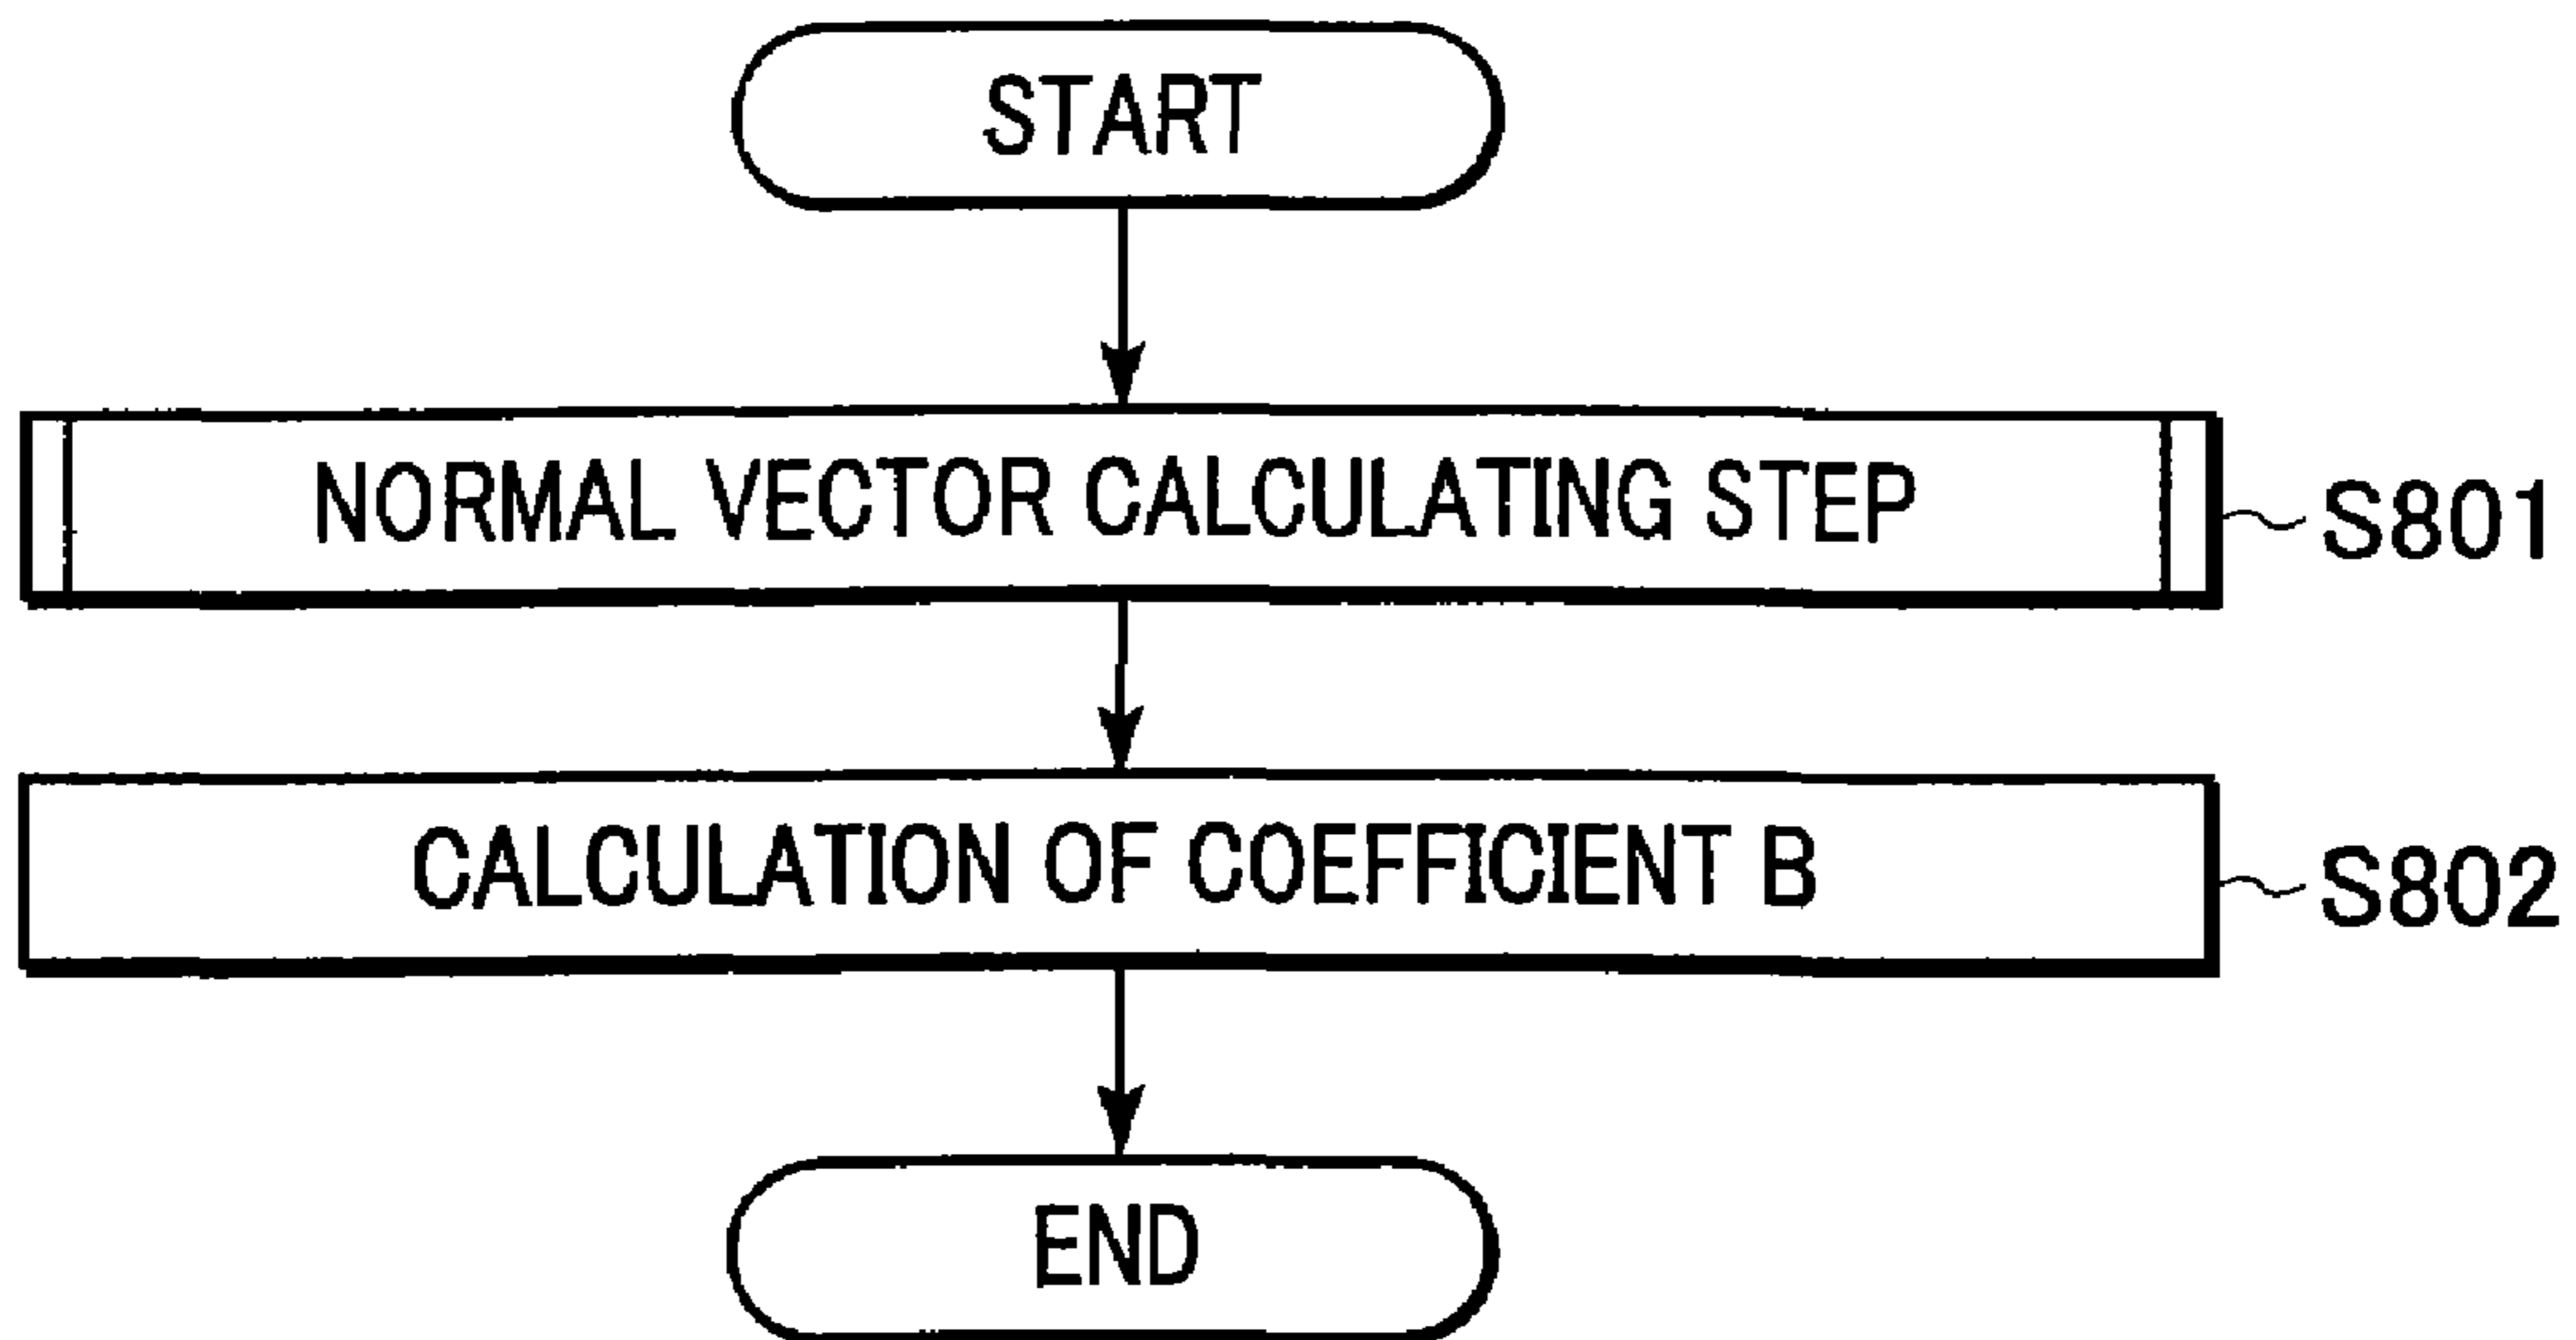 START
NORMAL VECTOR CALCULATING STEP
S801
CALCULATION OF COEFFICIENT B
S802
END